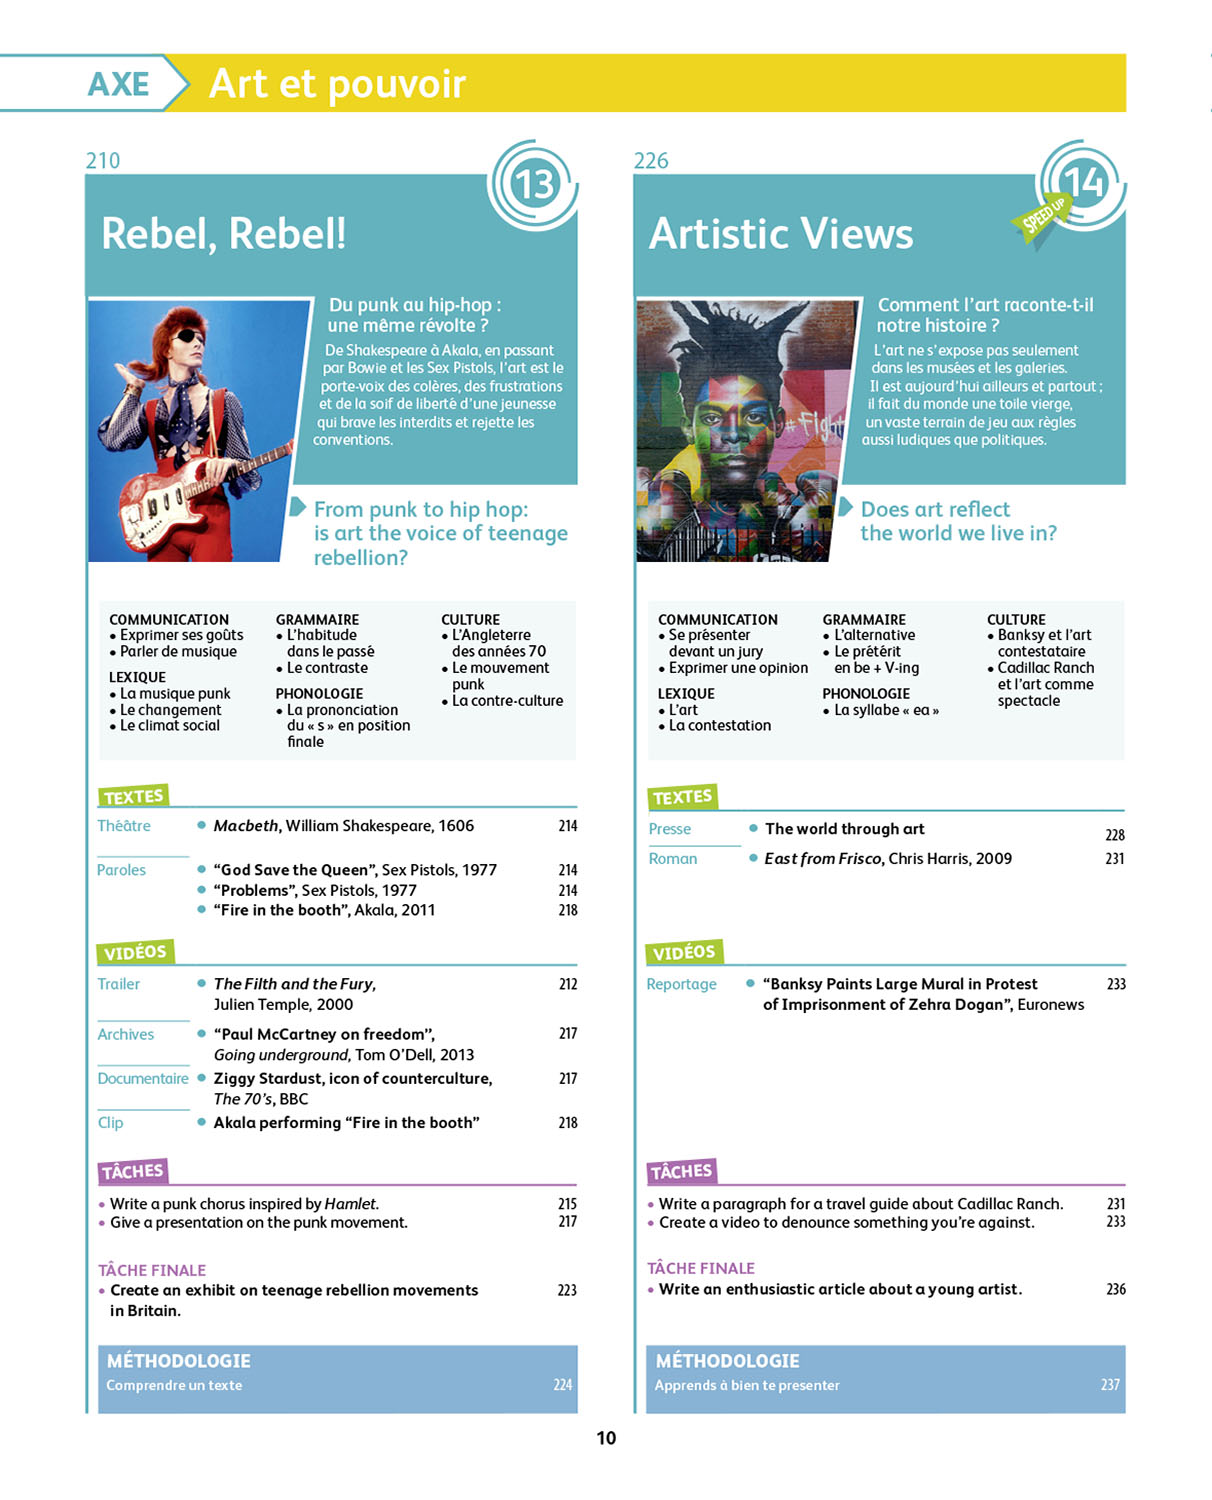 AXE
Art et pouvoir
210
13
Rebel, Rebel!
Du punk au hip-hop :
une même révolte ?
De Shakespeare à Akala, en passant
par Bowie et les Sex Pistols, l'art est le
porte-voix des colères, des frustrations
et de la soif de liberté d'une jeunesse
qui brave les interdits et rejette les
conventions.
From punk to hip hop:
is art the voice of teenage
rebellion?
COMMUNICATION
• Exprimer ses goûts
• Parler de musique
LEXIQUE
• La musique punk
• Le changement
• Le climat social
GRAMMAIRE
• L'habitude
dans le passé
• Le contraste
PHONOLOGIE
• La prononciation
du « s » en position
finale
CULTURE
• L'Angleterre
des années 70
• Le mouvement
punk
• La contre-culture
TEXTES
Théâtre • Macbeth, William Shakespeare, 1606 214
Paroles • “God Save the Queen”, Sex Pistols, 1977 214
• “Problems”, Sex Pistols, 1977 214
• “Fire in the booth”, Akala, 2011 218
VIDÉOS
Trailer • The Filth and the Fury, 212
Julien Temple, 2000
Archives • “Paul McCartney on freedom”, 217
Going underground, Tom O'Dell, 2013
Documentaire • Ziggy Stardust, icon of counterculture, 217
The 70's, BBC
Clip • Akala performing “Fire in the booth” 218
TÂCHES
• Write a punk chorus inspired by Hamlet. 215
• Give a presentation on the punk movement. 217
TÂCHE FINALE
• Create an exhibit on teenage rebellion movements 223
in Britain.
MÉTHODOLOGIE
Comprendre un texte 224
226
14
SPEED UP
Artistic Views
Comment l'art raconte-t-il
notre histoire ?
L'art ne s'expose pas seulement
dans les musées et les galeries.
Il est aujourd'hui ailleurs et partout ;
il fait du monde une toile vierge,
un vaste terrain de jeu aux règles
aussi ludiques que politiques.
#Fight
Does art reflect
the world we live in?
COMMUNICATION
• Se présenter
devant un jury
• Exprimer une opinion
LEXIQUE
• L'art
• La contestation
GRAMMAIRE
• L'alternative
• Le prétérit
en be + V-ing
PHONOLOGIE
• La syllabe « ea »
CULTURE
• Banksy et l'art
contestataire
• Cadillac Ranch
et l'art comme
spectacle
TEXTES
Presse • The world through art 228
Roman • East from Frisco, Chris Harris, 2009 231
VIDÉOS
Reportage • “Banksy Paints Large Mural in Protest 233
of Imprisonment of Zehra Dogan”, Euronews
TÂCHES
• Write a paragraph for a travel guide about Cadillac Ranch. 231
• Create a video to denounce something you're against. 233
TÂCHE FINALE
• Write an enthusiastic article about a young artist. 236
MÉTHODOLOGIE
Apprends à bien te presenter 237
10